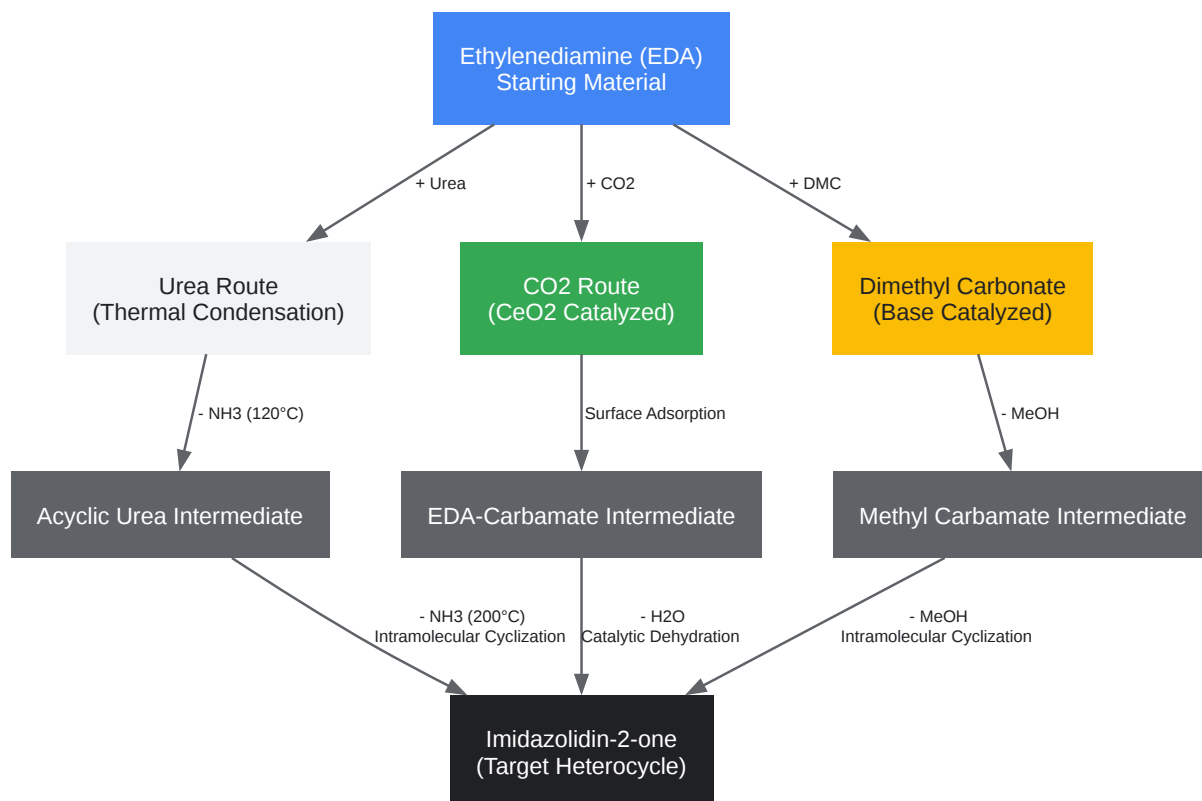 Ethylenediamine (EDA)
Starting Material
+ Urea
+ CO2
+ DMC
Urea Route
(Thermal Condensation)
CO2 Route
(CeO2 Catalyzed)
Dimethyl Carbonate
(Base Catalyzed)
- NH3 (120°C)
Surface Adsorption
- MeOH
Acyclic Urea Intermediate
EDA-Carbamate Intermediate
Methyl Carbamate Intermediate
- NH3 (200°C)
Intramolecular Cyclization
- H2O
Catalytic Dehydration
- MeOH
Intramolecular Cyclization
Imidazolidin-2-one
(Target Heterocycle)